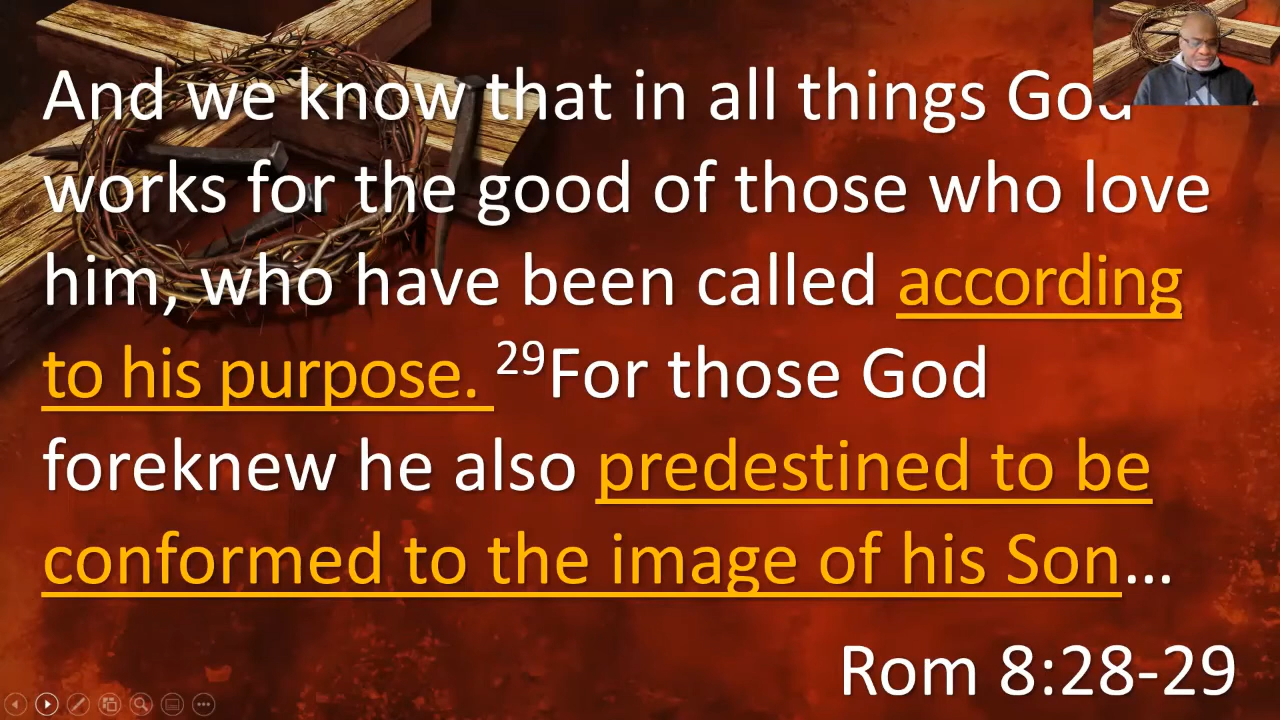 And we know that in all things God
works for the good of those who love
him, who have been called according
to his purpose. 29For those God
foreknew he also predestined to be
conformed to the image of his Son...
Rom 8:28-29